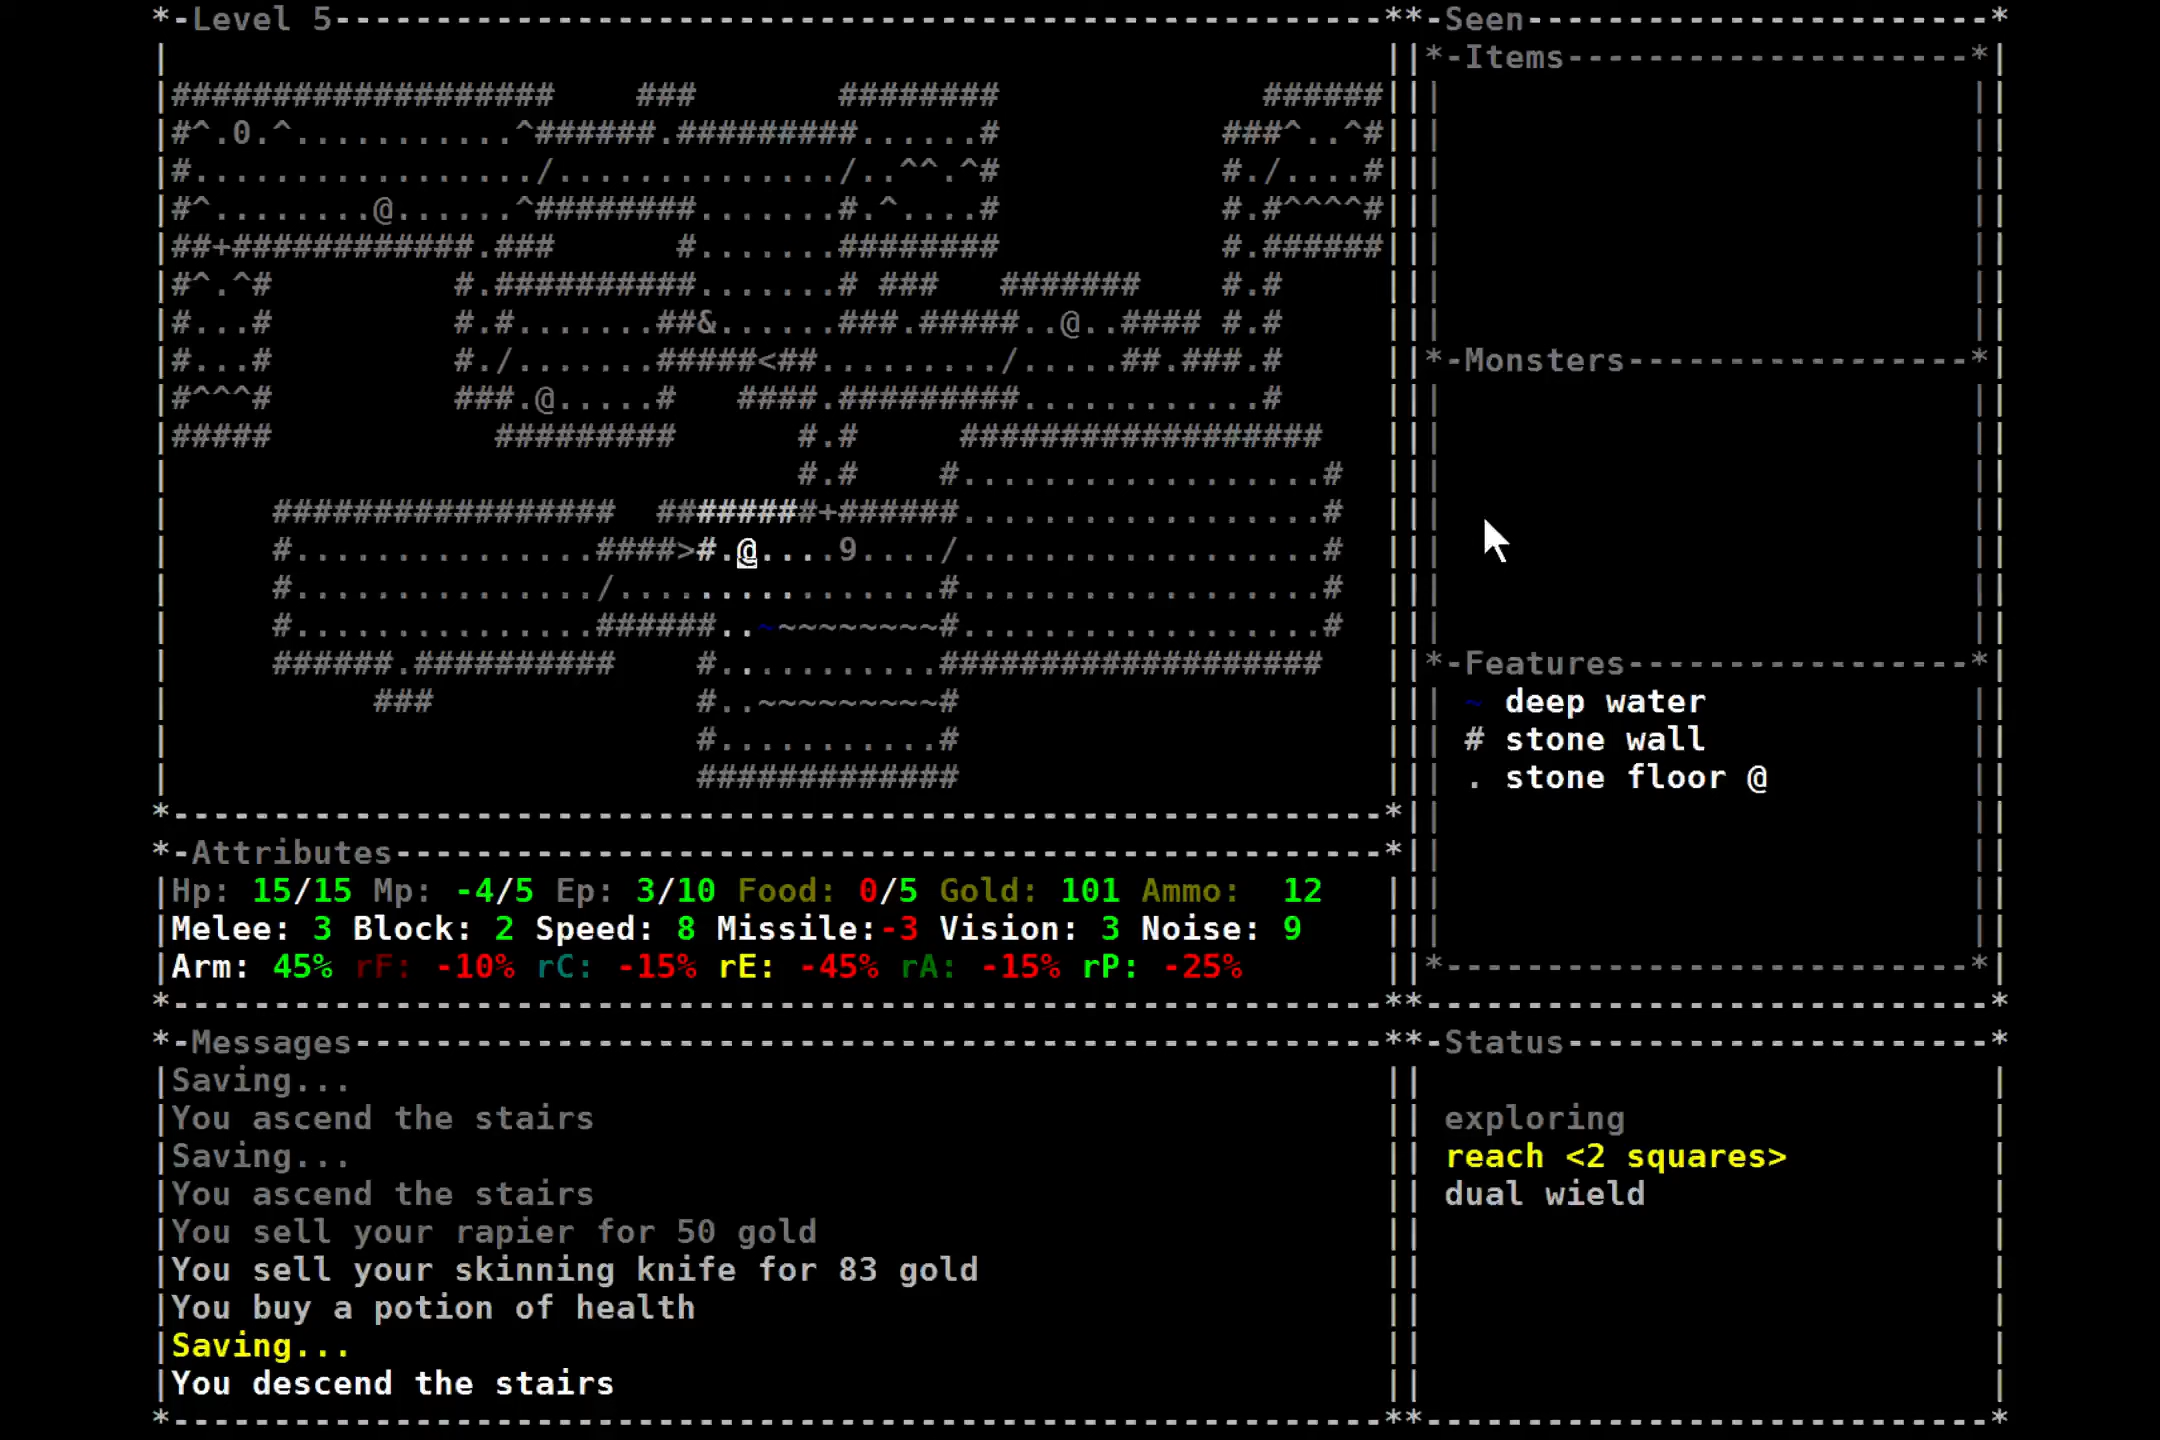 *-Level 5----------------------------------------------------**-Seen-----------------------*
|                                                             ||*-Items--------------------*|
|###################    ###       ########             ######|||                           ||
|#^.0.^...........^######.#########......#           ###^..^#|||                           ||
|#................./............../..^^.^#           #./....#|||                           ||
|#^........@......^########.......#.^....#           #.#^^^^#|||                           ||
|##+############.###      #.......########           #.######|||                           ||
|#^.^#         #.##########.......# ###   #######    #.#     |||                           ||
|#...#         #.#.......##&......###.#####..@..#### #.#     |||                           ||
|#...#         #./.......#####<##........./.....##.###.#     ||*-Monsters-----------------*|
|#^^^#         ###.@.....#   ####.#########............#     |||                           ||
|#####           #########      #.#     ##################   |||                           ||
|                               #.#    #..................#  |||                           ||
|     #################  ########+######..................#  |||                           ||
|     #...............####>#.@....9..../..................#  |||                           ||
|     #.............../................#..................#  |||                           ||
|     #...............######..~~~~~~~~~#..................#  |||                           ||
|     ######.##########    #...........###################   ||*-Features-----------------*|
|          ###             #..~~~~~~~~~#                     ||| ~ deep water              ||
|                          #...........#                     ||| # stone wall              ||
|                          #############                     ||| . stone floor @           ||
*------------------------------------------------------------*||                           ||
*-Attributes-------------------------------------------------*||                           ||
|Hp: 15/15 Mp: -4/5 Ep: 3/10 Food: 0/5 Gold: 101 Ammo:  12   |||                           ||
|Melee: 3 Block: 2 Speed: 8 Missile:-3 Vision: 3 Noise: 9    |||                           ||
|Arm: 45% rF: -10% rC: -15% rE: -45% rA: -15% rP: -25%       ||*---------------------------*|
*------------------------------------------------------------**----------------------------*
*-Messages---------------------------------------------------**-Status---------------------*
|Saving...                                                   ||                            |
|You ascend the stairs                                       || exploring                  |
|Saving...                                                   || reach <2 squares>          |
|You ascend the stairs                                       || dual wield                 |
|You sell your rapier for 50 gold                            ||                            |
|You sell your skinning knife for 83 gold                    ||                            |
|You buy a potion of health                                  ||                            |
|Saving...                                                   ||                            |
|You descend the stairs                                      ||                            |
*------------------------------------------------------------**----------------------------*